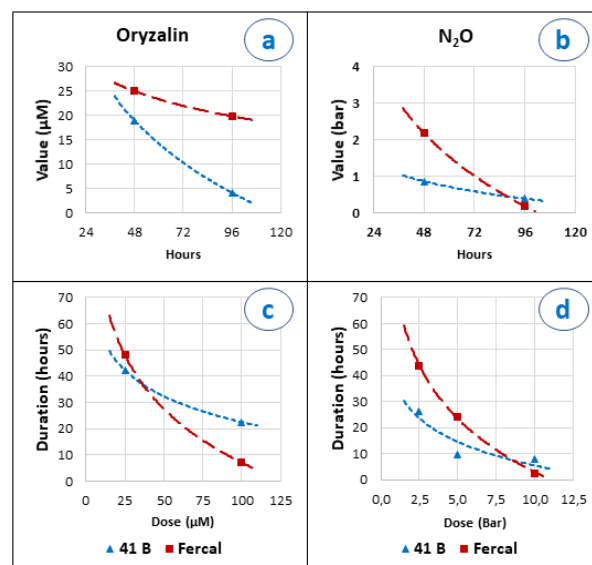 Oryzalin
a
Value (µM)
30
25
20
15
10
5
0
24 48 72 96 120
Hours
N₂O
b
Value (bar)
4
3
2
1
0
24 48 72 96 120
Hours
c
Duration (hours)
70
60
50
40
30
20
10
0
0 25 50 75 100 125
Dose (µM)
d
Duration (hours)
70
60
50
40
30
20
10
0
0,0 2,5 5,0 7,5 10,0 12,5
Dose (Bar)
41 B Fercal
41 B Fercal